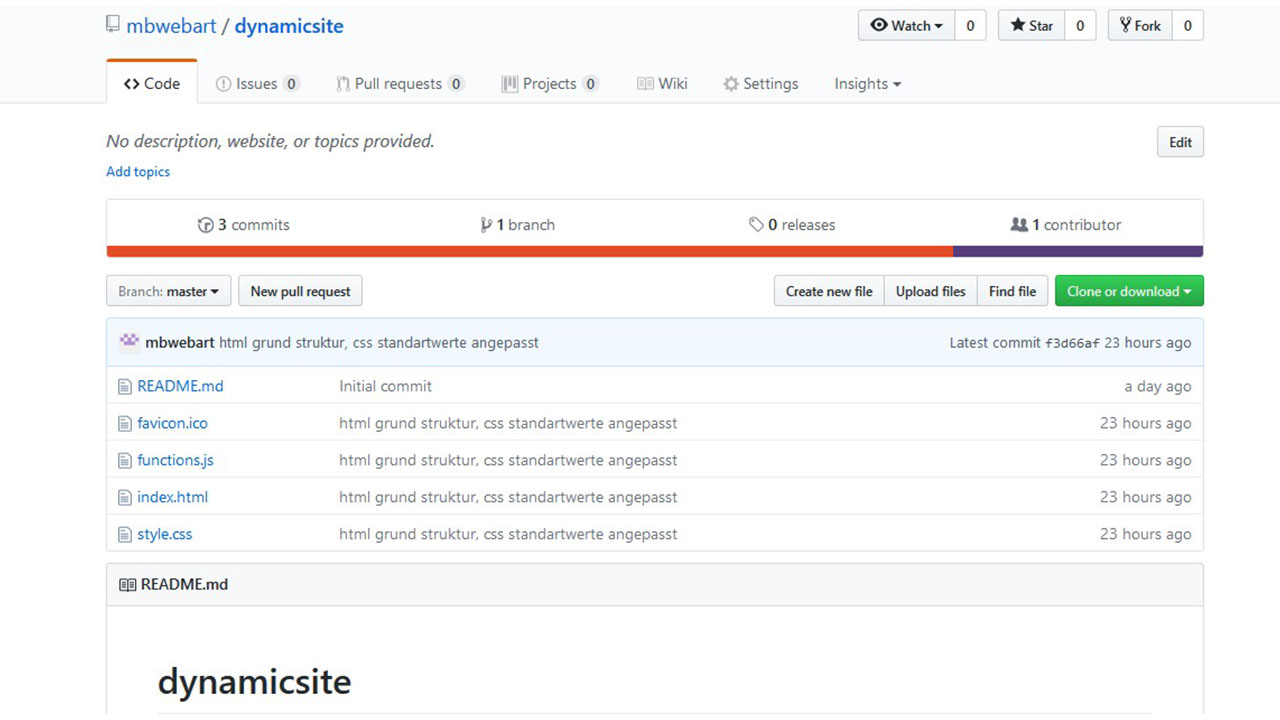 mbwebart / dynamicsite Watch 0 Star 0 Fork 0
Code Issues 0 Pull requests 0 Projects 0 Wiki Settings Insights
No description, website, or topics provided. Edit
Add topics
3 commits 1 branch 0 releases 1 contributor
Branch: master New pull request Create new file Upload files Find file Clone or download
mbwebart html grund struktur, css standartwerte angepasst Latest commit f3d66af 23 hours ago
README.md Initial commit a day ago
favicon.ico html grund struktur, css standartwerte angepasst 23 hours ago
functions.js html grund struktur, css standartwerte angepasst 23 hours ago
index.html html grund struktur, css standartwerte angepasst 23 hours ago
style.css html grund struktur, css standartwerte angepasst 23 hours ago
README.md
dynamicsite